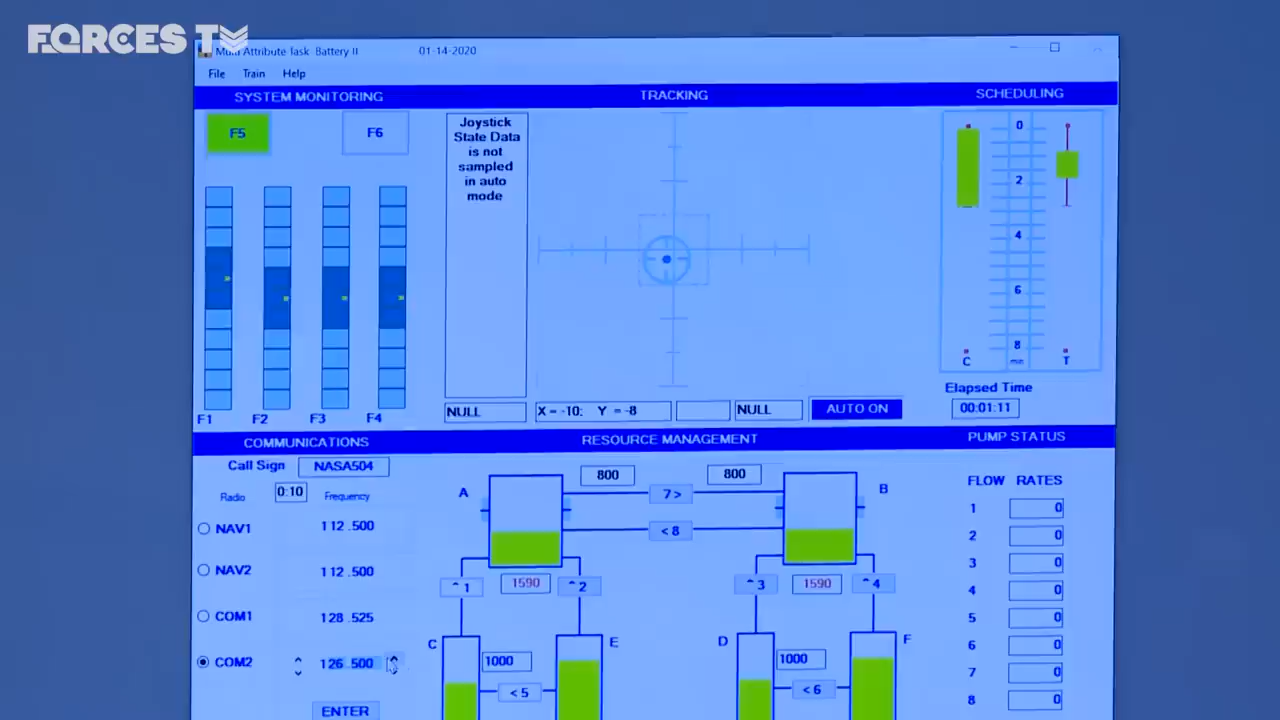 FORCES TV
Multi Attribute Task Battery II 01-14-2020
File Train Help
SYSTEM MONITORING
TRACKING
SCHEDULING
F5
F6
F1
F2
F3
F4
Joystick
State Data
is not
sampled
in auto
mode
NULL
X = -10: Y = -8
NULL
AUTO ON
0
2
4
6
8
min
C
T
Elapsed Time
00:01:11
COMMUNICATIONS
RESOURCE MANAGEMENT
PUMP STATUS
Call Sign NASA504
Radio 0:10 Frequency
NAV1 112 .500
NAV2 112 .500
COM1 128 .525
COM2 126 .500
ENTER
A
800
800
B
7 >
< 8
^ 1
1590
^ 2
^ 3
1590
^ 4
C
E
D
F
1000
1000
< 5
< 6
FLOW RATES
1 0
2 0
3 0
4 0
5 0
6 0
7 0
8 0